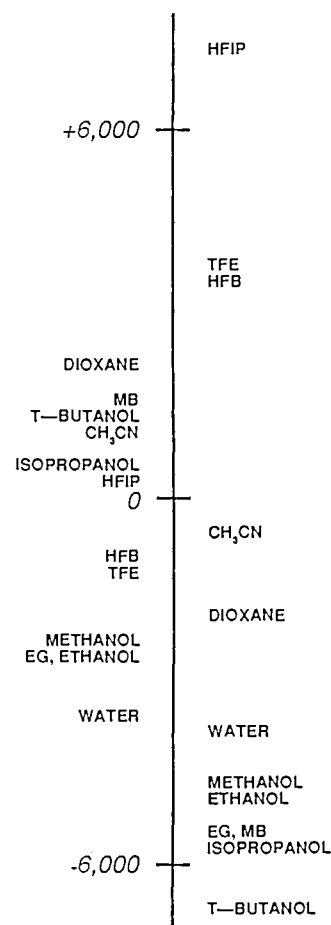 HFIP
+6,000
TFE
HFB
DIOXANE
MB
T—BUTANOL
CH₃CN
ISOPROPANOL
HFIP
0
CH₃CN
HFB
TFE
DIOXANE
METHANOL
EG, ETHANOL
WATER
WATER
METHANOL
ETHANOL
EG, MB
ISOPROPANOL
-6,000
T—BUTANOL